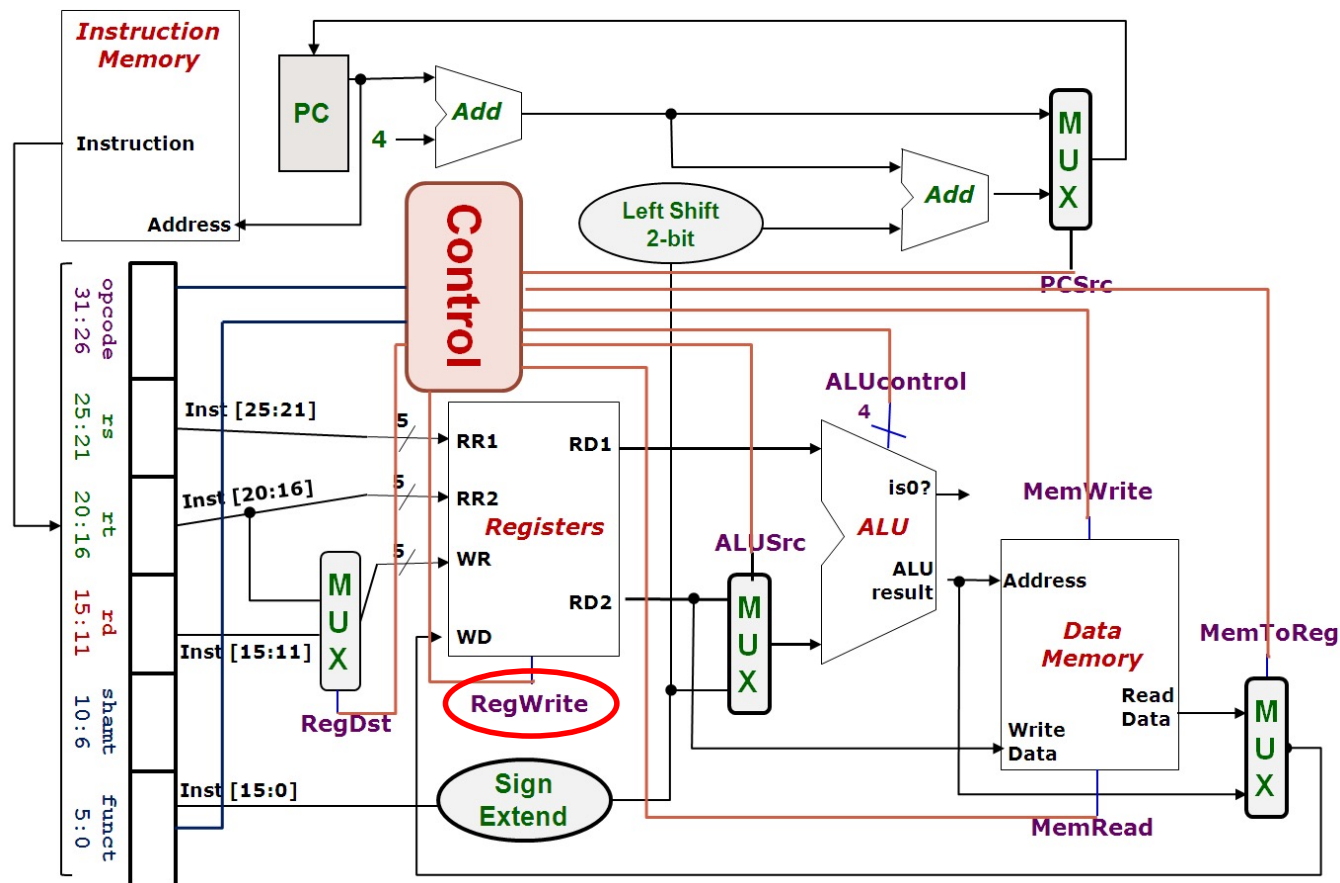 Instruction
Memory
Instruction
Address
PC
4
Add
Add
Left Shift
2-bit
M
U
X
PCSrc
Control
opcode
31:26
rs
25:21
rt
20:16
rd
15:11
shamt
10:6
funct
5:0
Inst [25:21]
5
Inst [20:16]
5
5
M
U
X
Inst [15:11]
RegDst
Inst [15:0]
RR1
RR2
WR
WD
Registers
RD1
RD2
RegWrite
Sign
Extend
ALUSrc
M
U
X
ALUcontrol
4
is0?
ALU
ALU
result
MemWrite
Address
Data
Memory
Read
Data
Write
Data
MemRead
MemToReg
M
U
X